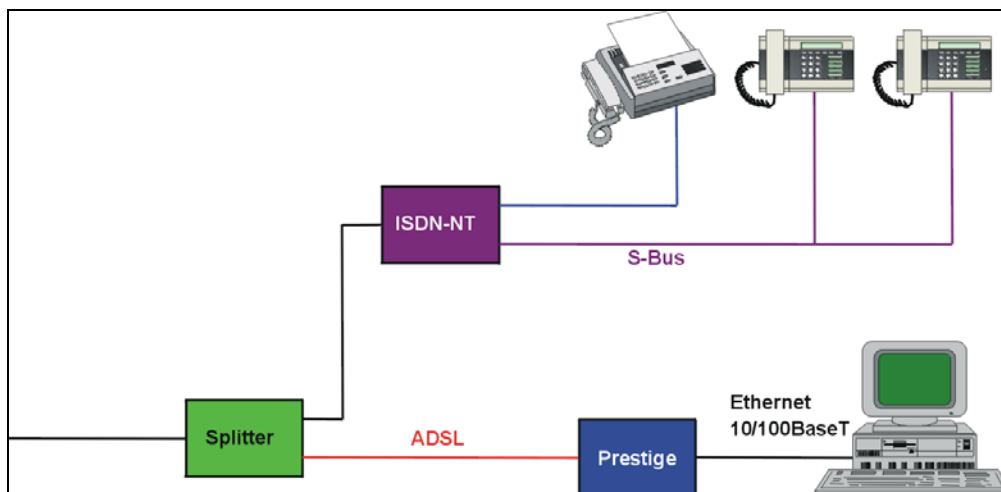 ISDN-NT
S-Bus
Splitter
ADSL
Prestige
Ethernet
10/100BaseT